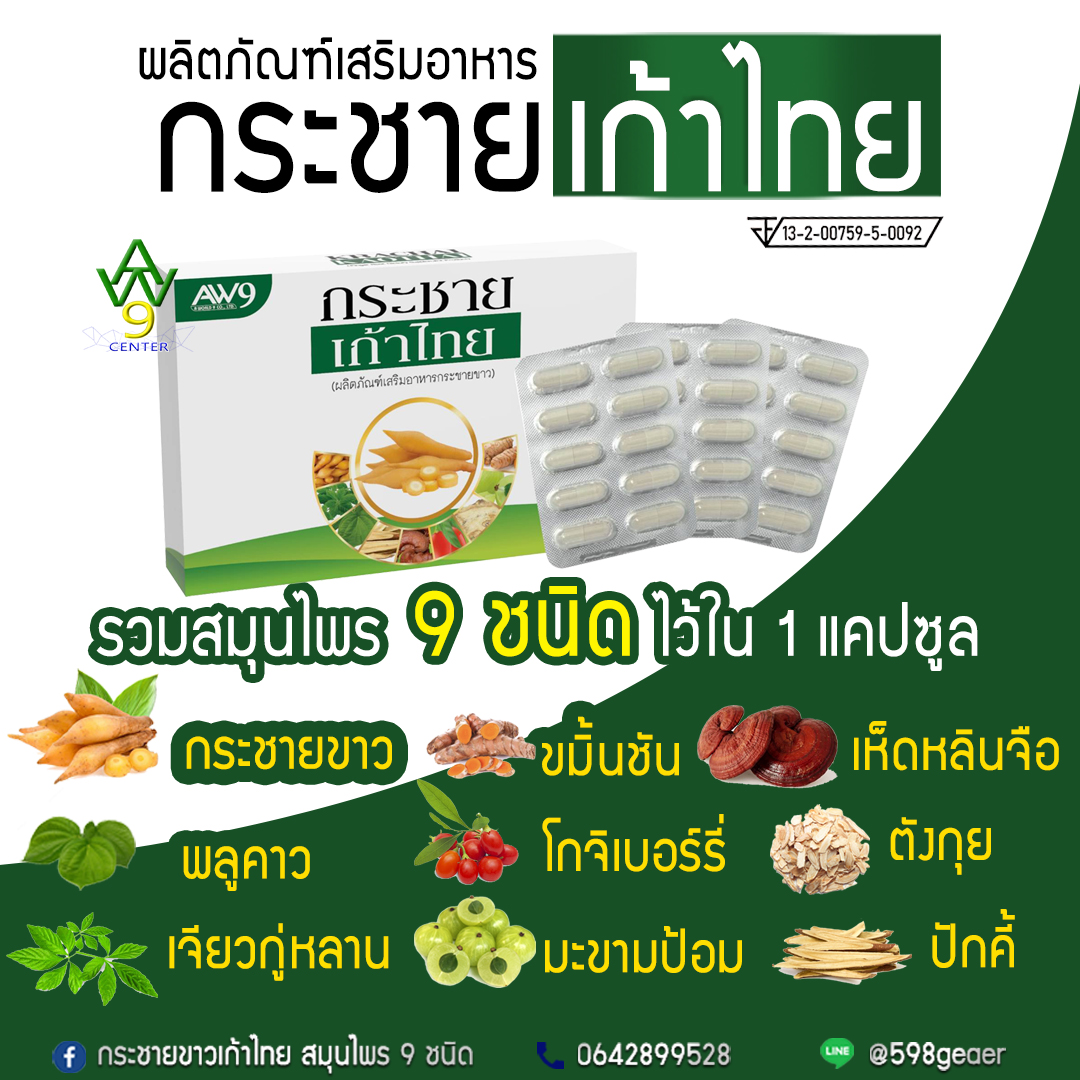 ผลิตภัณฑ์เสริมอาหาร
กระชาย เก้าไทย
13-2-00759-5-0092
AW9
CENTER
AW9
กระชาย
เก้าไทย
(ผลิตภัณฑ์เสริมอาหารกระชายขาว)
รวมสมุนไพร 9 ชนิด ไว้ใน 1 แคปซูล
กระชายขาว
ขมิ้นชัน
เห็ดหลินจือ
พลูคาว
โกจิเบอร์รี่
ตังกุย
เจียวกู่หลาน
มะขามป้อม
ปักคี้
กระชายขาวเก้าไทย สมุนไพร 9 ชนิด
0642899528
LINE
@598geaer